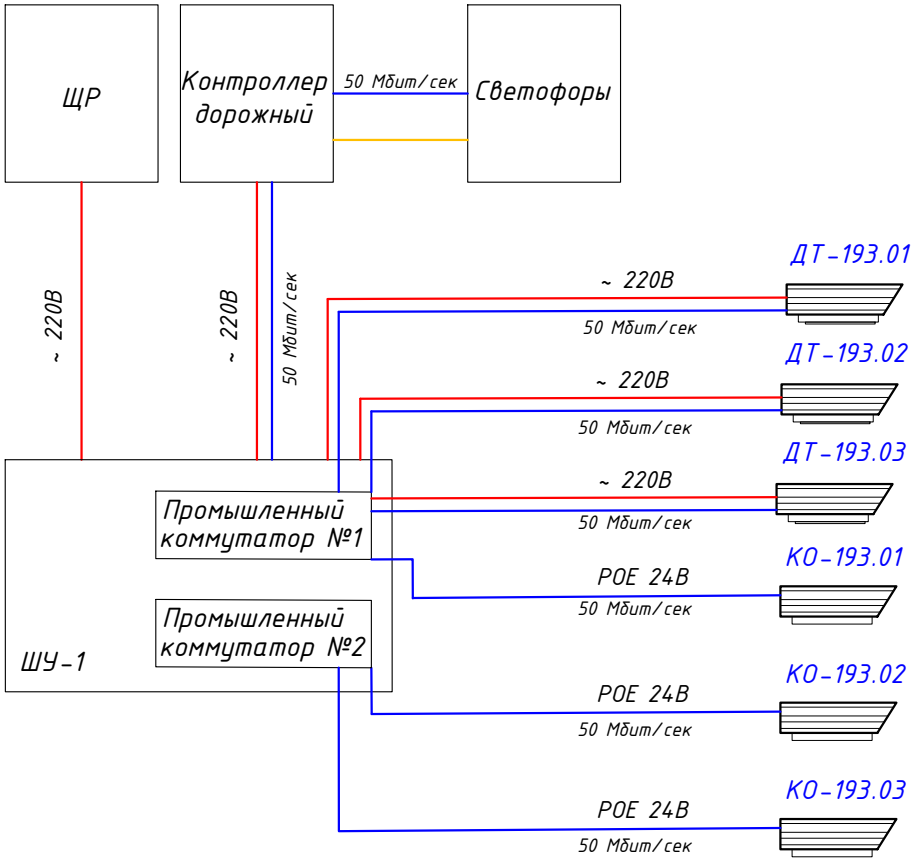 ЩР
Контроллер
дорожный
50 Мбит/сек
Светофоры
~ 220В
~ 220В
50 Мбит/сек
ДТ-193.01
~ 220В
50 Мбит/сек
ДТ-193.02
~ 220В
50 Мбит/сек
ДТ-193.03
~ 220В
50 Мбит/сек
Промышленный
коммутатор №1
КО-193.01
POE 24В
50 Мбит/сек
Промышленный
коммутатор №2
ШУ-1
КО-193.02
POE 24В
50 Мбит/сек
КО-193.03
POE 24В
50 Мбит/сек